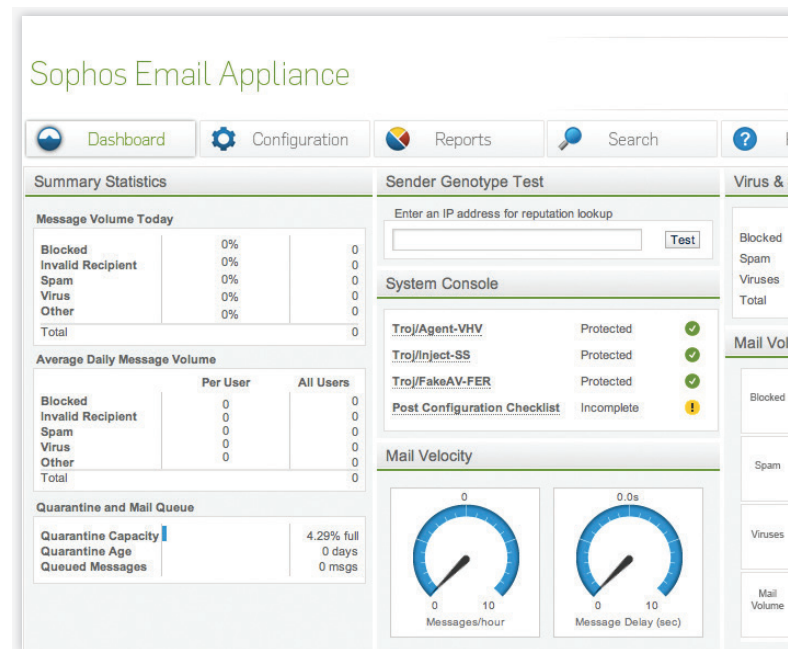 Sophos Email Appliance
Dashboard Configuration Reports Search
Summary Statistics
Message Volume Today
Blocked 0% 0
Invalid Recipient 0% 0
Spam 0% 0
Virus 0% 0
Other 0% 0
Total 0
Average Daily Message Volume
Per User All Users
Blocked 0 0
Invalid Recipient 0 0
Spam 0 0
Virus 0 0
Other 0 0
Total 0
Quarantine and Mail Queue
Quarantine Capacity 4.29% full
Quarantine Age 0 days
Queued Messages 0 msgs
Sender Genotype Test
Enter an IP address for reputation lookup
Test
System Console
Troj/Agent-VHV Protected
Troj/Inject-SS Protected
Troj/FakeAV-FER Protected
Post Configuration Checklist Incomplete
Mail Velocity
0
0 10
Messages/hour
0.0s
0 10
Message Delay (sec)
Virus &
Blocked
Spam
Viruses
Total
Mail Vol
Blocked
Spam
Viruses
Mail
Volume